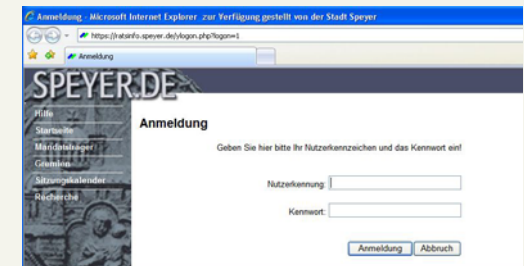 Anmeldung - Microsoft Internet Explorer zur Verfügung gestellt von der Stadt Speyer
https://ratsinfo.speyer.de/ylogon.php?logon=1
Anmeldung
SPEYER.DE
Hilfe
Startseite
Mandatsträger
Gremien
Sitzungskalender
Recherche
Anmeldung
Geben Sie hier bitte Ihr Nutzerkennzeichen und das Kennwort ein!
Nutzerkennung:
Kennwort:
Anmeldung Abbruch